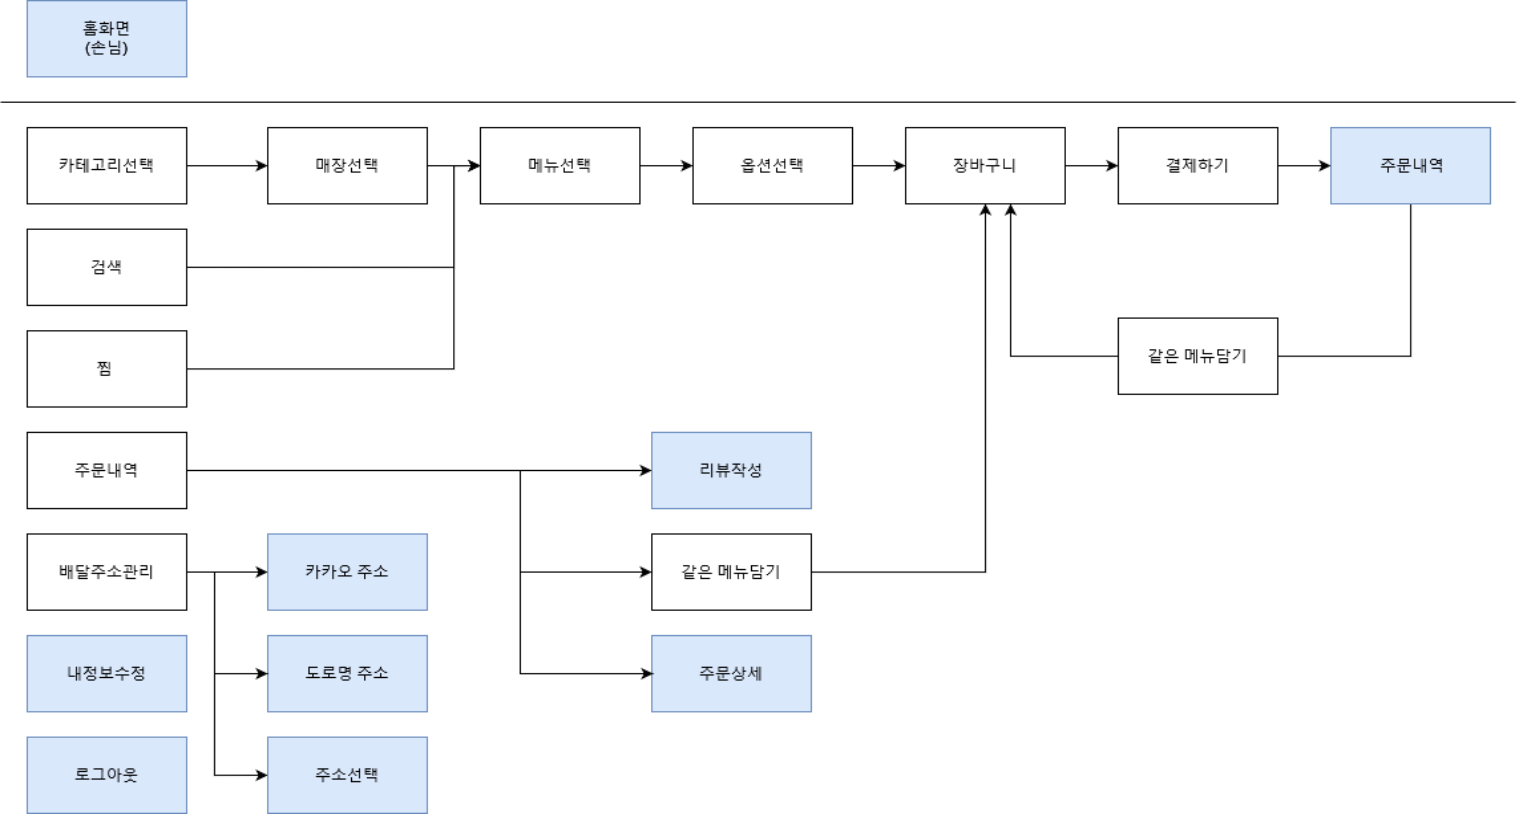 홈화면
(손님)
카테고리선택
매장선택
메뉴선택
옵션선택
장바구니
결제하기
주문내역
검색
찜
같은 메뉴담기
주문내역
리뷰작성
배달주소관리
카카오 주소
같은 메뉴담기
내정보수정
도로명 주소
주문상세
로그아웃
주소선택